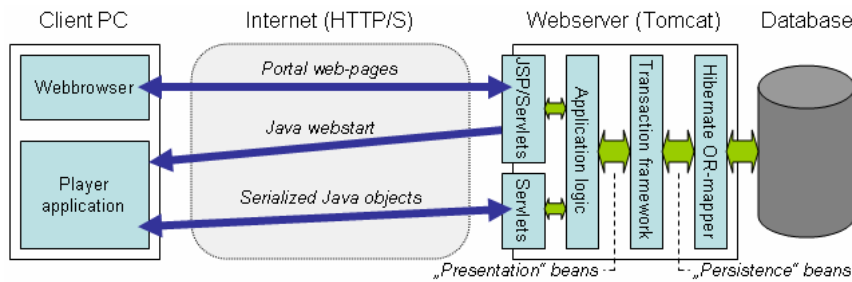 Client PC
Internet (HTTP/S)
Webserver (Tomcat)
Database
Webbrowser
Portal web-pages
JSP/Servlets
Application logic
Transaction framework
Hibernate OR-mapper
Java webstart
Player
application
Serialized Java objects
Servlets
„Presentation“ beans
„Persistence“ beans